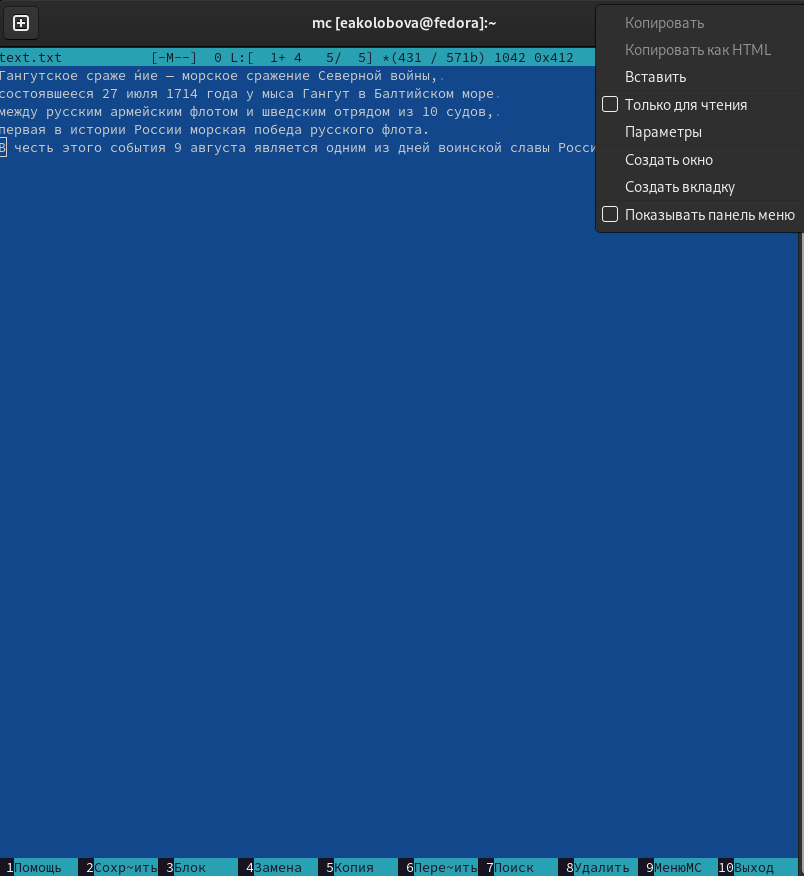 mc [eakolobova@fedora]:~
text.txt [-M--] 0 L:[ 1+ 4 5/ 5] *(431 / 571b) 1042 0x412
Гангутское сраже ́ние — морское сражение Северной войны,.
состоявшееся 27 июля 1714 года у мыса Гангут в Балтийском море.
между русским армейским флотом и шведским отрядом из 10 судов,.
первая в истории России морская победа русского флота.
В честь этого события 9 августа является одним из дней воинской славы Росси
Копировать
Копировать как HTML
Вставить
Только для чтения
Параметры
Создать окно
Создать вкладку
Показывать панель меню
1Помощь 2Сохр~ить 3Блок 4Замена 5Копия 6Пере~ить 7Поиск 8Удалить 9МенюMC 10Выход